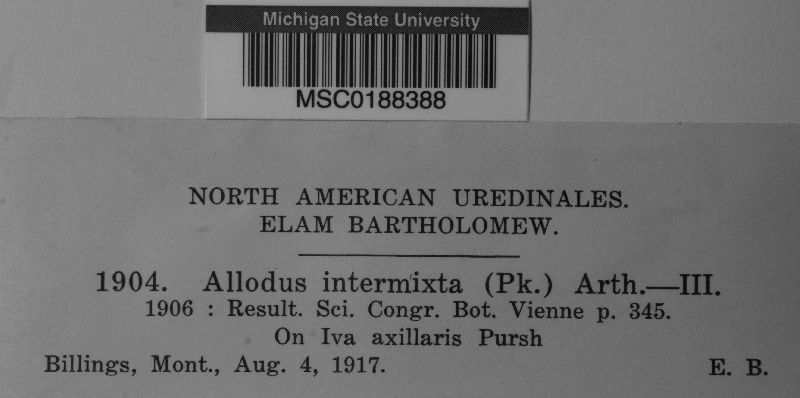 Michigan State University
MSC0188388
NORTH AMERICAN UREDINALES.
ELAM BARTHOLOMEW.
1904. Allodus intermixta (Pk.) Arth.—III.
1906 : Result. Sci. Congr. Bot. Vienne p. 345.
On Iva axillaris Pursh
Billings, Mont., Aug. 4, 1917. E. B.